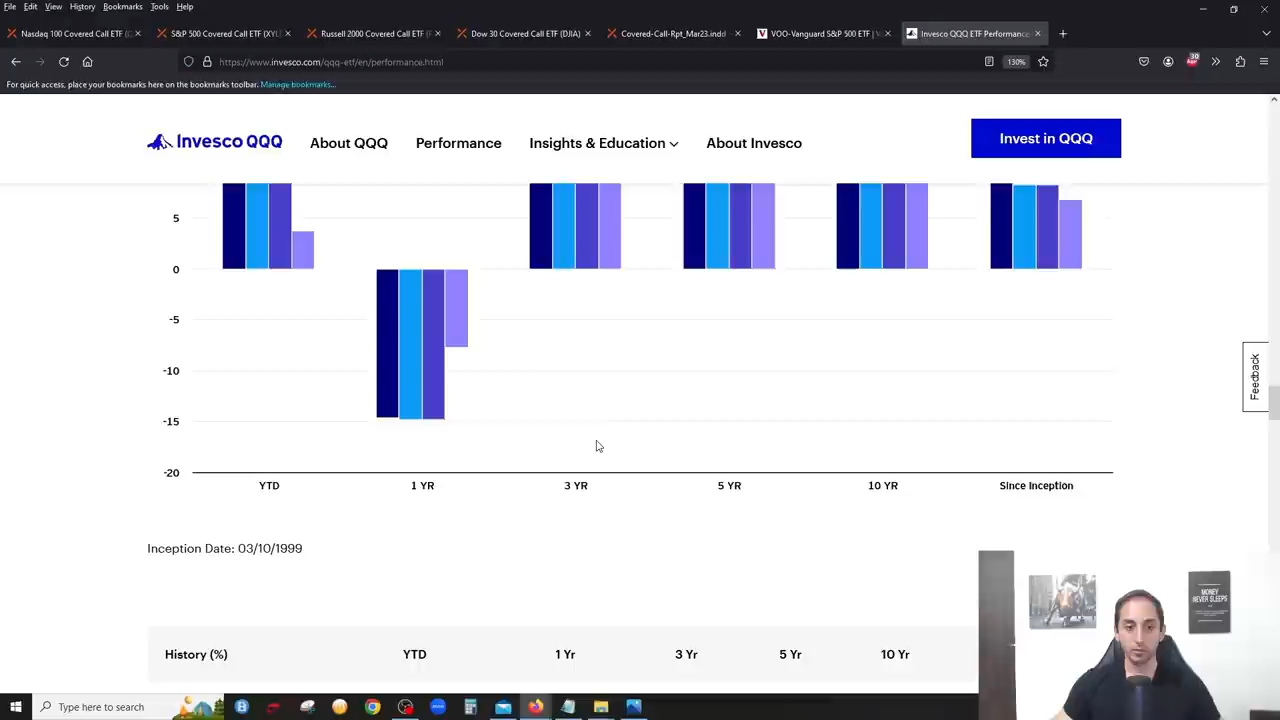 File Edit View History Bookmarks Tools Help
Nasdaq 100 Covered Call ETF (
S&P 500 Covered Call ETF (XYL
Russell 2000 Covered Call ETF (F
Dow 30 Covered Call ETF (DJIA)
Covered-Call-Rpt_Mar23.indd
VOO-Vanguard S&P 500 ETF | V
Invesco QQQ ETF Performance
https://www.invesco.com/qqq-etf/en/performance.html
130%
For quick access, place your bookmarks here on the bookmarks toolbar. Manage bookmarks...
Invesco QQQ
About QQQ
Performance
Insights & Education
About Invesco
Invest in QQQ
5
0
-5
-10
-15
-20
YTD 1 YR 3 YR 5 YR 10 YR Since Inception
Feedback
Inception Date: 03/10/1999
History (%) YTD 1 Yr 3 Yr 5 Yr 10 Yr
MONEY
NEVER SLEEPS
Type here to search